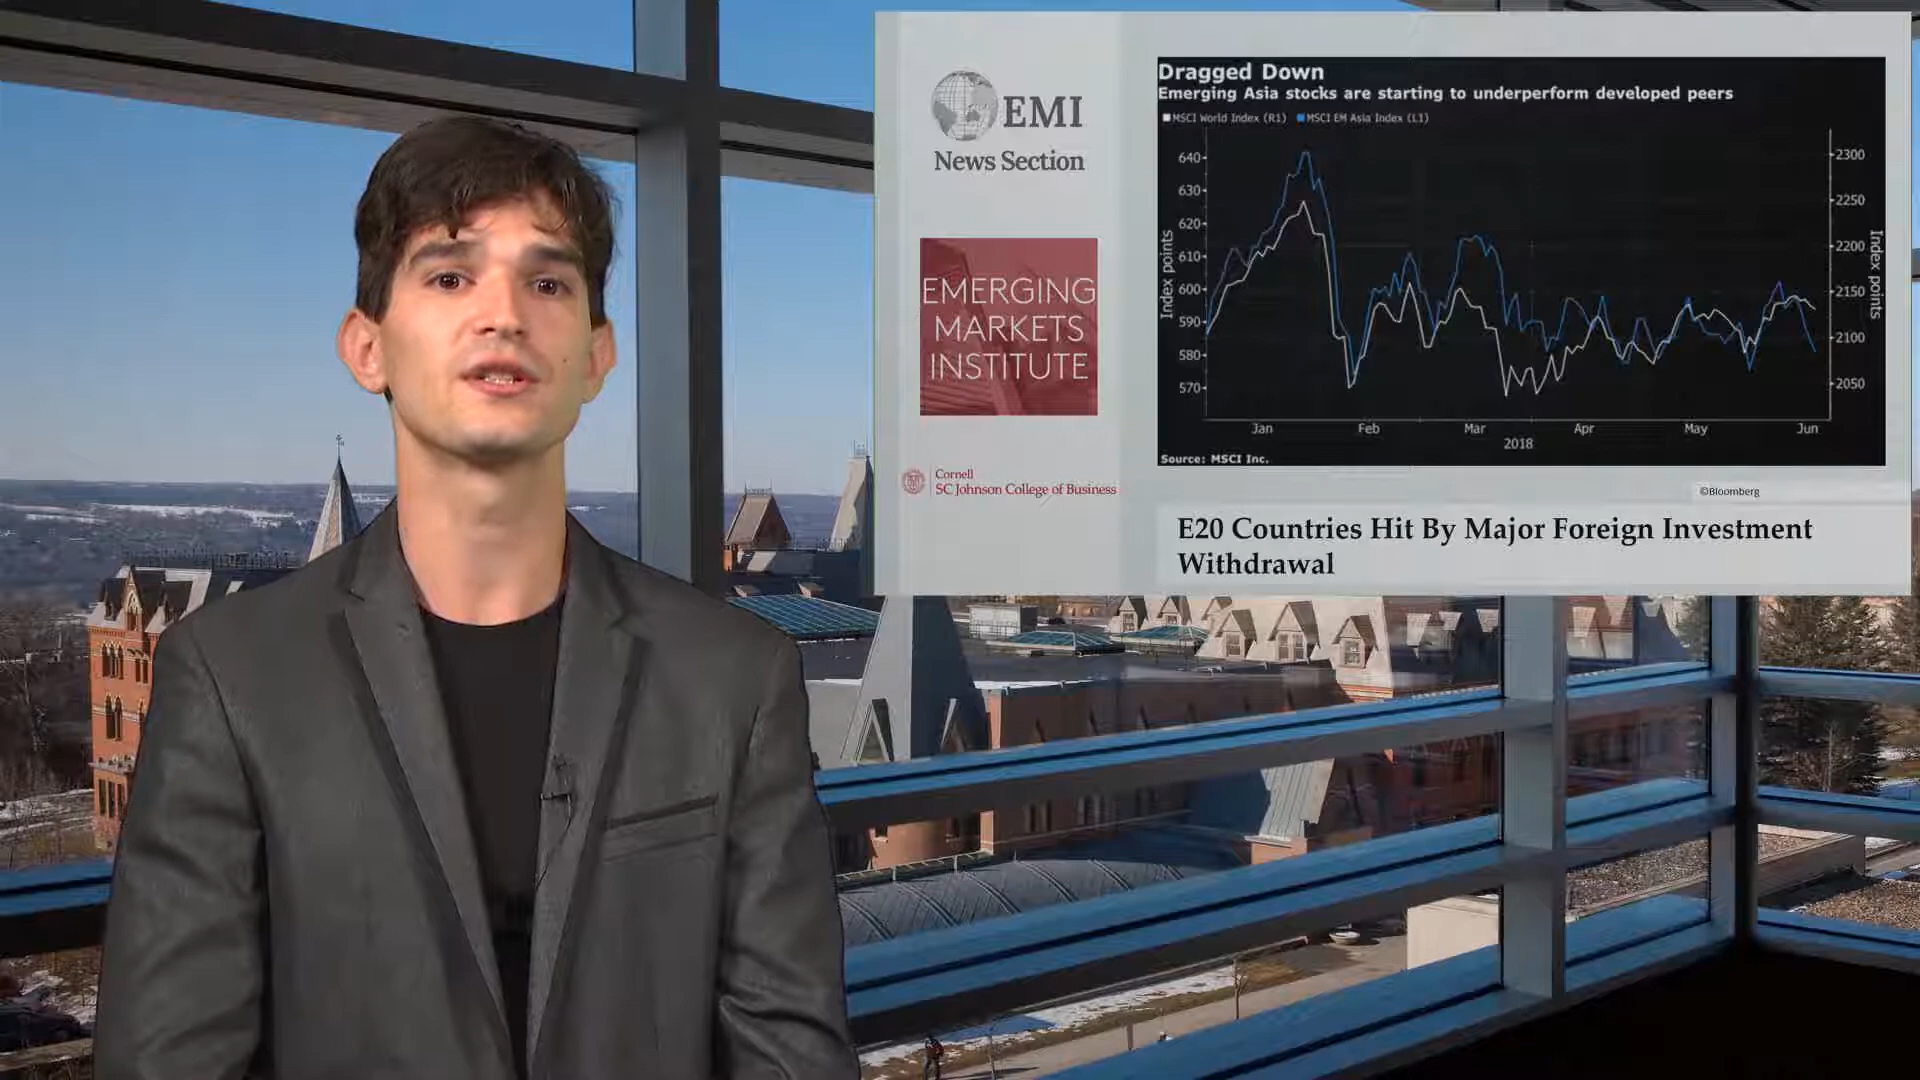 EMI
News Section
EMERGING
MARKETS
INSTITUTE
Cornell
SC Johnson College of Business
Dragged Down
Emerging Asia stocks are starting to underperform developed peers
MSCI World Index (R1) MSCI EM Asia Index (L1)
640
630
620
610
600
590
580
570
Index points
2300
2250
2200
2150
2100
2050
Index points
Jan Feb Mar Apr May Jun
2018
Source: MSCI Inc.
©Bloomberg
E20 Countries Hit By Major Foreign Investment
Withdrawal